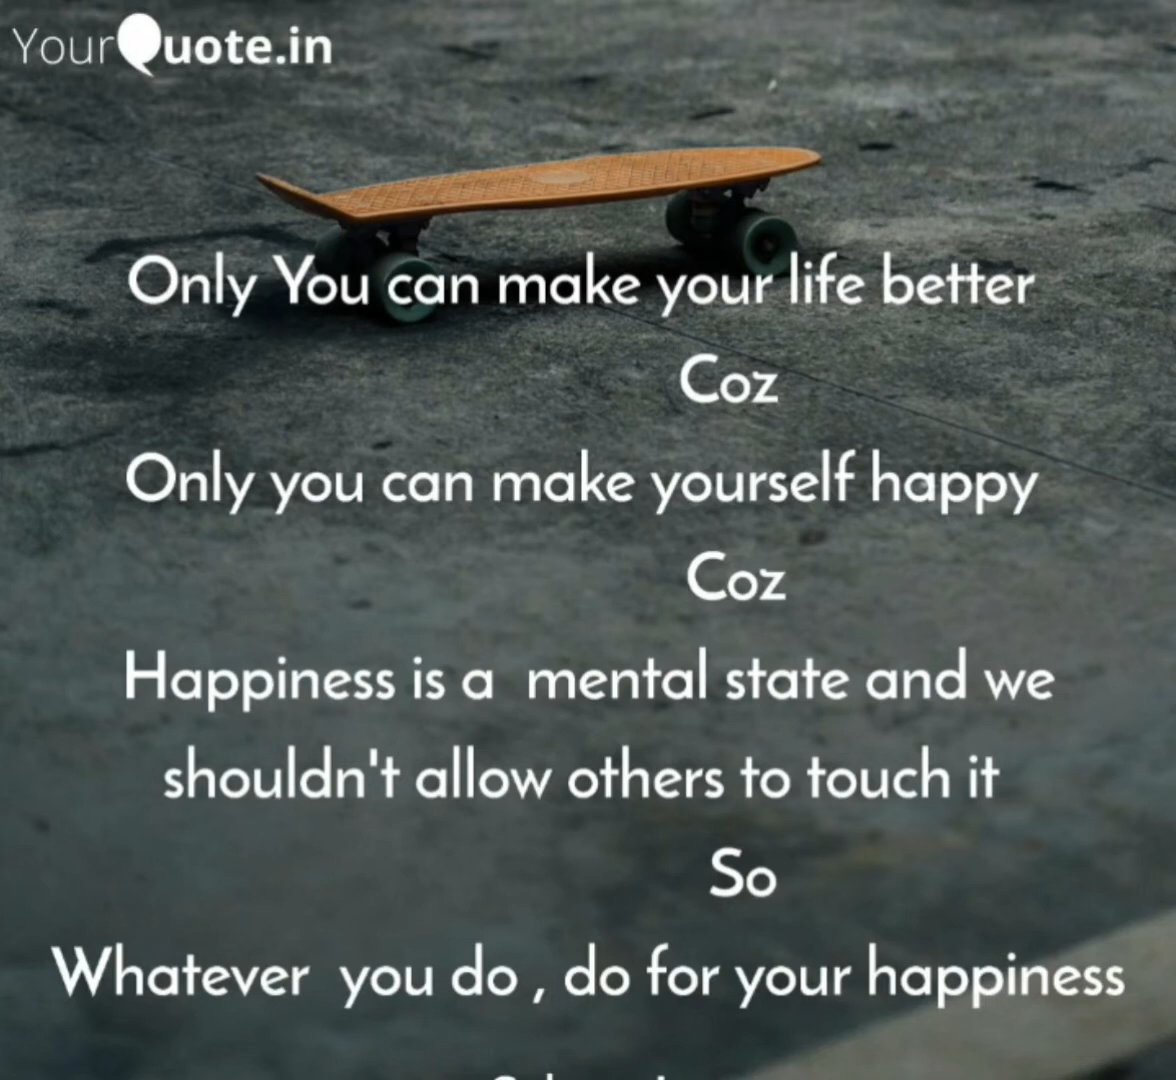 YourQuote.in
Only You can make your life better
Coz
Only you can make yourself happy
Coz
Happiness is a  mental state and we
shouldn't allow others to touch it
So
Whatever  you do , do for your happiness